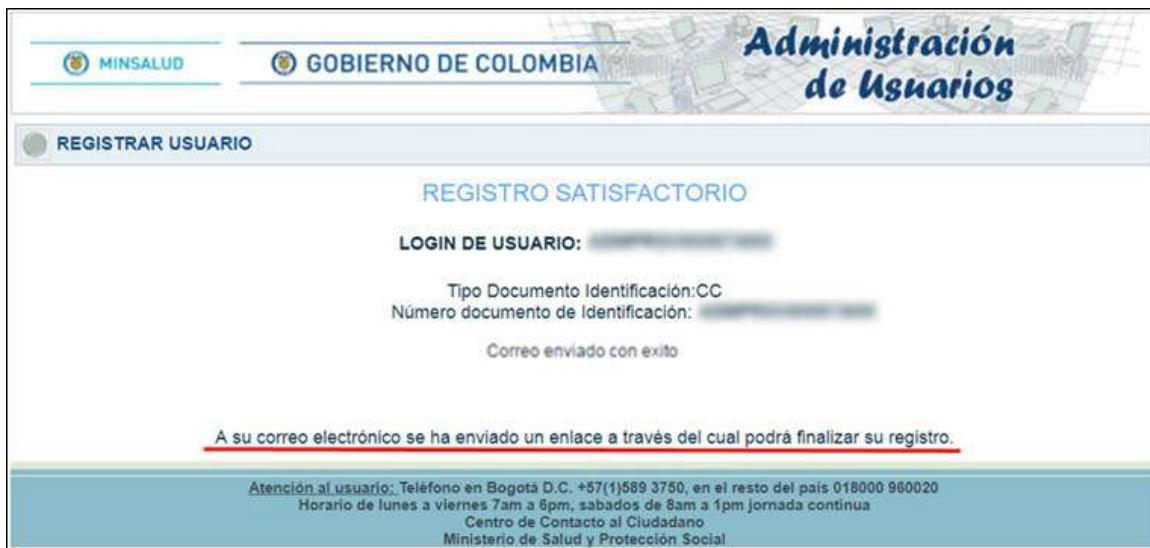 MINSALUD
GOBIERNO DE COLOMBIA
Administración
de Usuarios
REGISTRAR USUARIO
REGISTRO SATISFACTORIO
LOGIN DE USUARIO:
Tipo Documento Identificación:CC
Número documento de Identificación:
Correo enviado con exito
A su correo electrónico se ha enviado un enlace a través del cual podrá finalizar su registro.
Atención al usuario: Teléfono en Bogotá D.C. +57(1)589 3750, en el resto del país 018000 960020
Horario de lunes a viernes 7am a 6pm, sabados de 8am a 1pm jornada continua
Centro de Contacto al Ciudadano
Ministerio de Salud y Protección Social